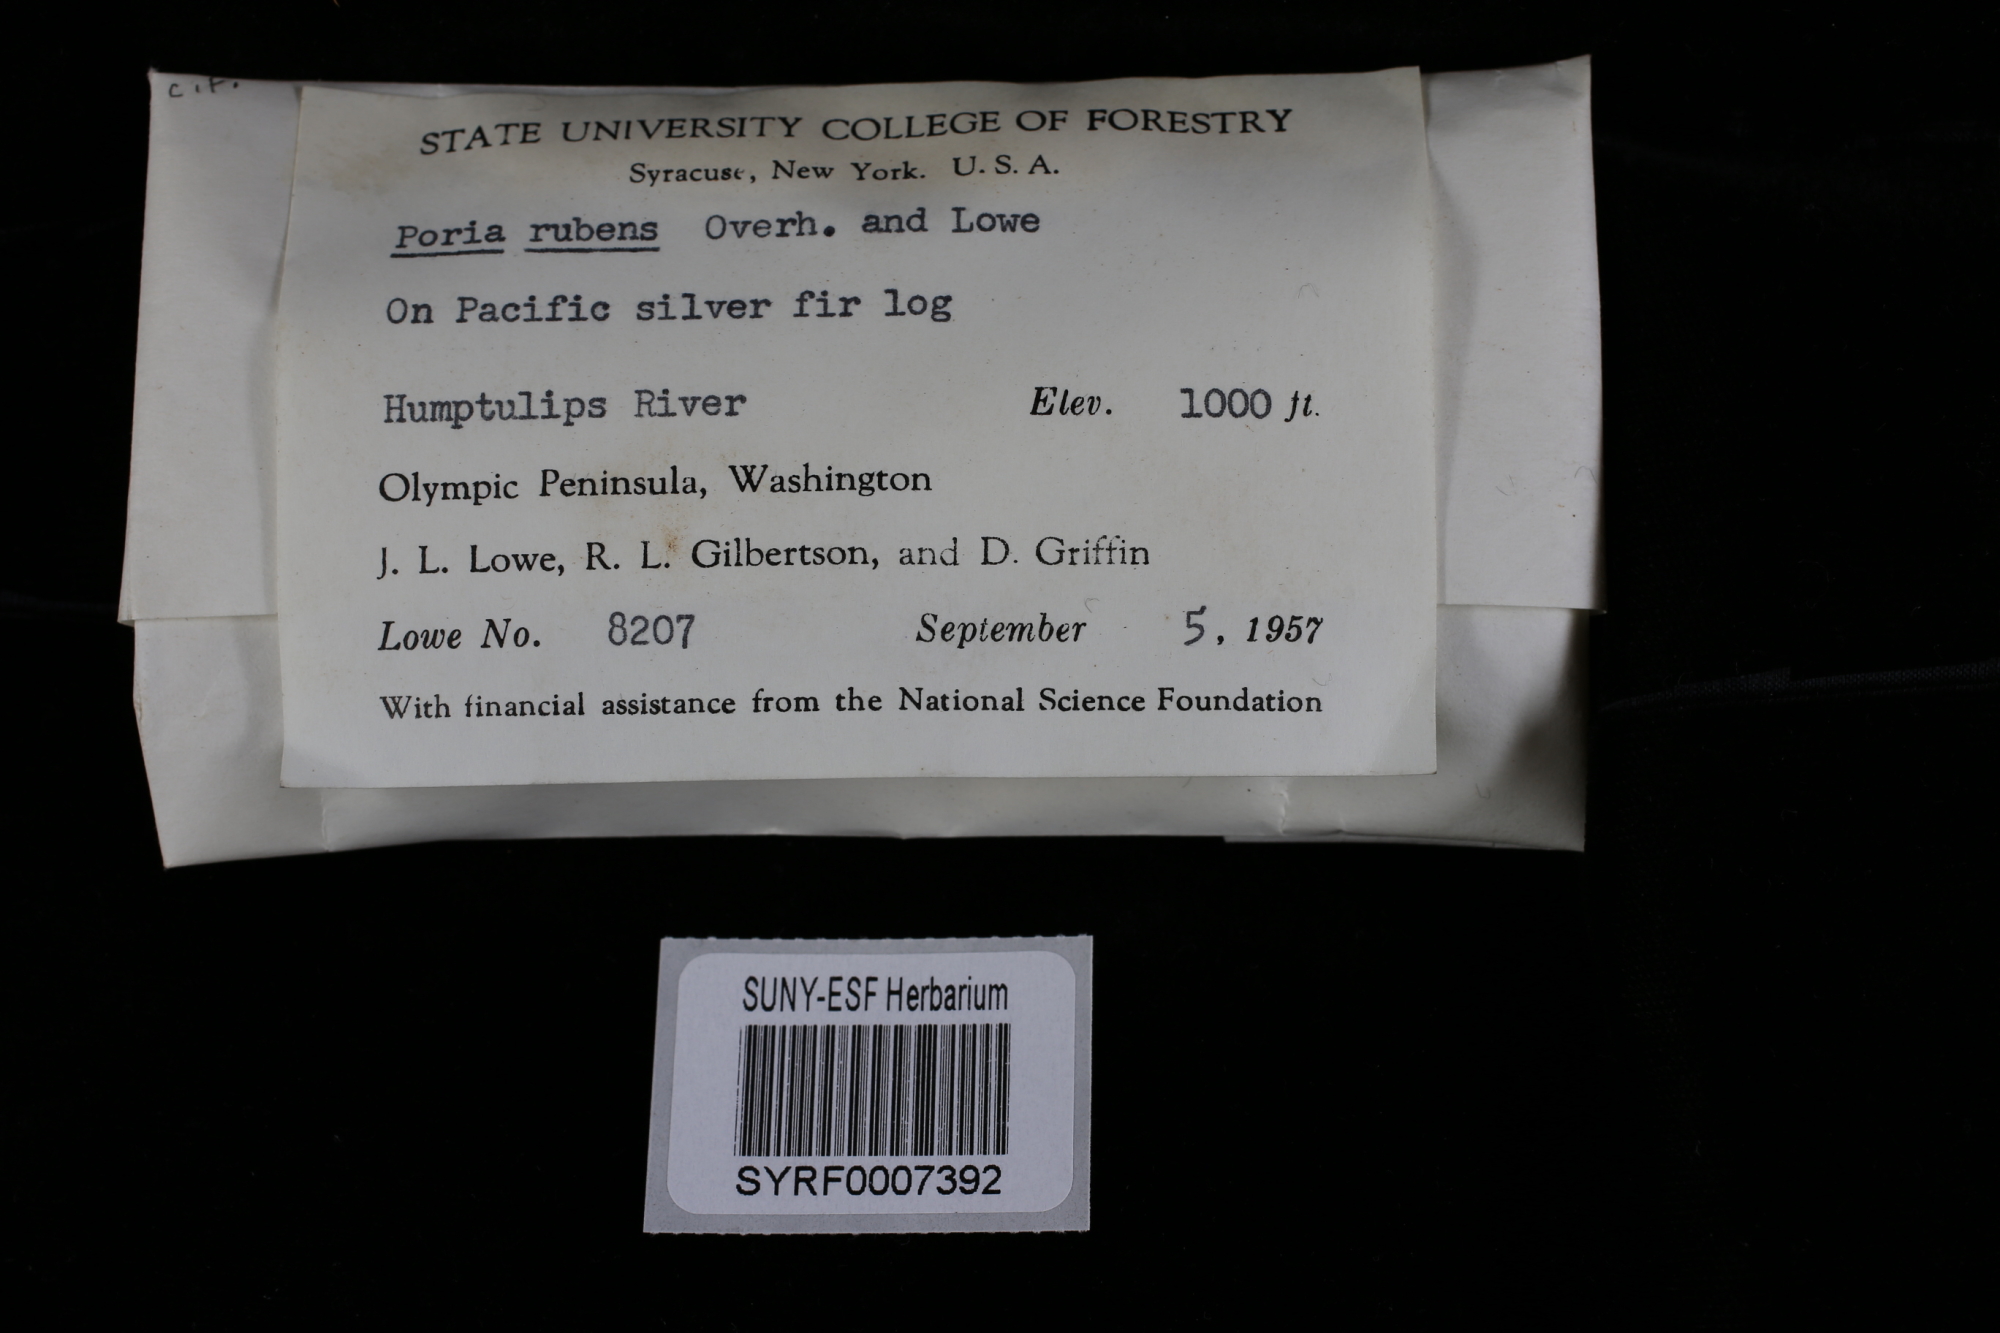 cit.
STATE UNIVERSITY COLLEGE OF FORESTRY
Syracuse, New York. U. S. A.
Poria rubens Overh. and Lowe
On Pacific silver fir log
Humptulips River Elev. 1000 ft.
Olympic Peninsula, Washington
J. L. Lowe, R. L. Gilbertson, and D. Griffin
Lowe No. 8207 September 5, 1957
With financial assistance from the National Science Foundation
SUNY-ESF Herbarium
SYRF0007392